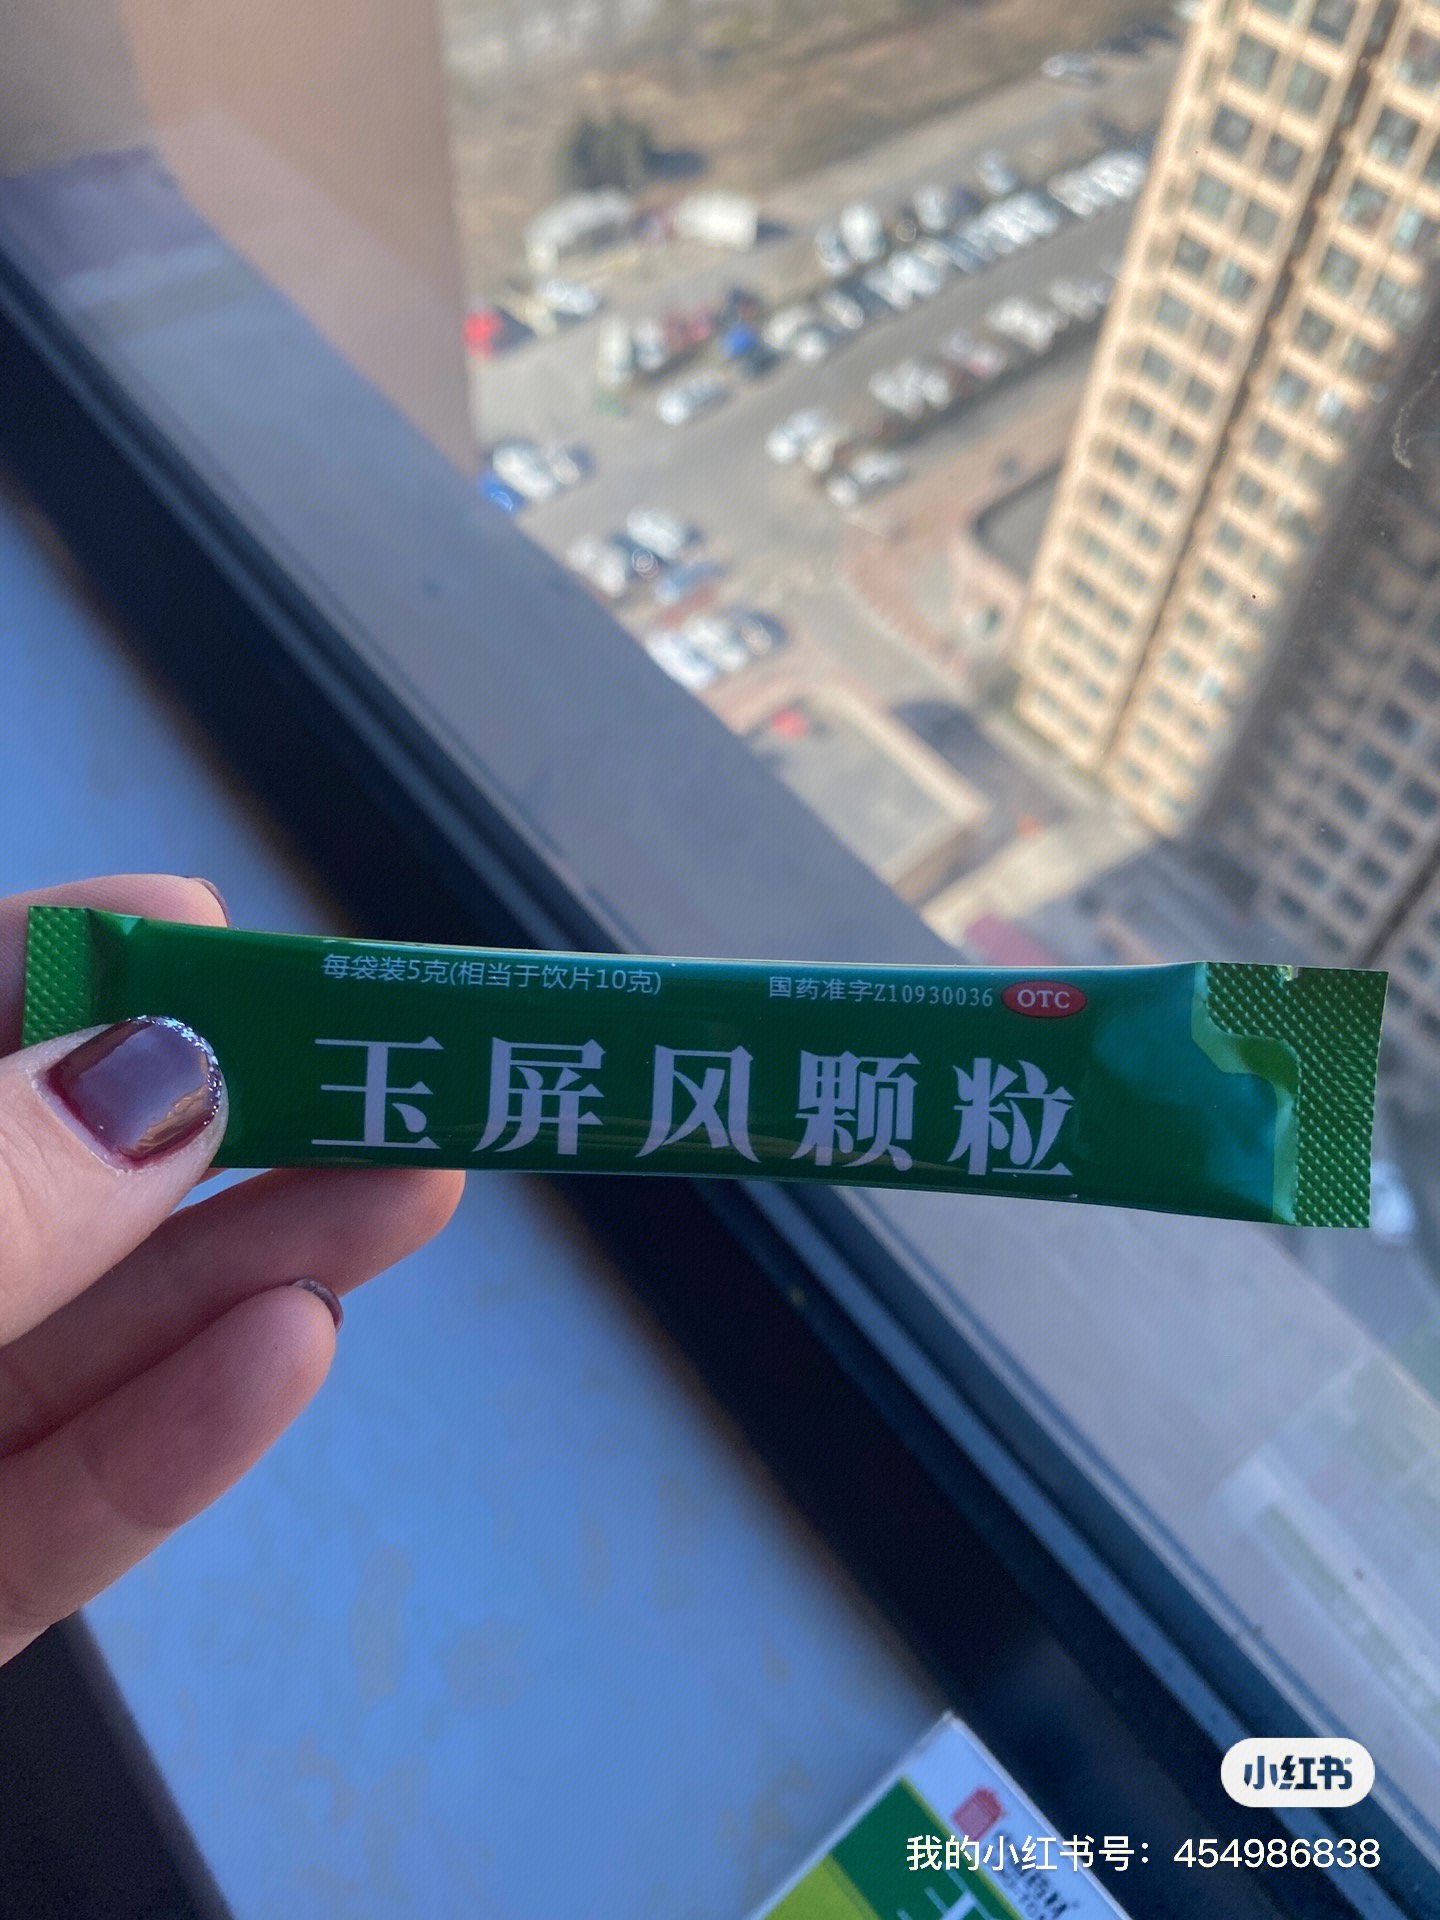 每袋装5克(相当于饮片10克) 国药准字Z10930036 OTC
玉屏风颗粒
小红书
我的小红书号：454986838